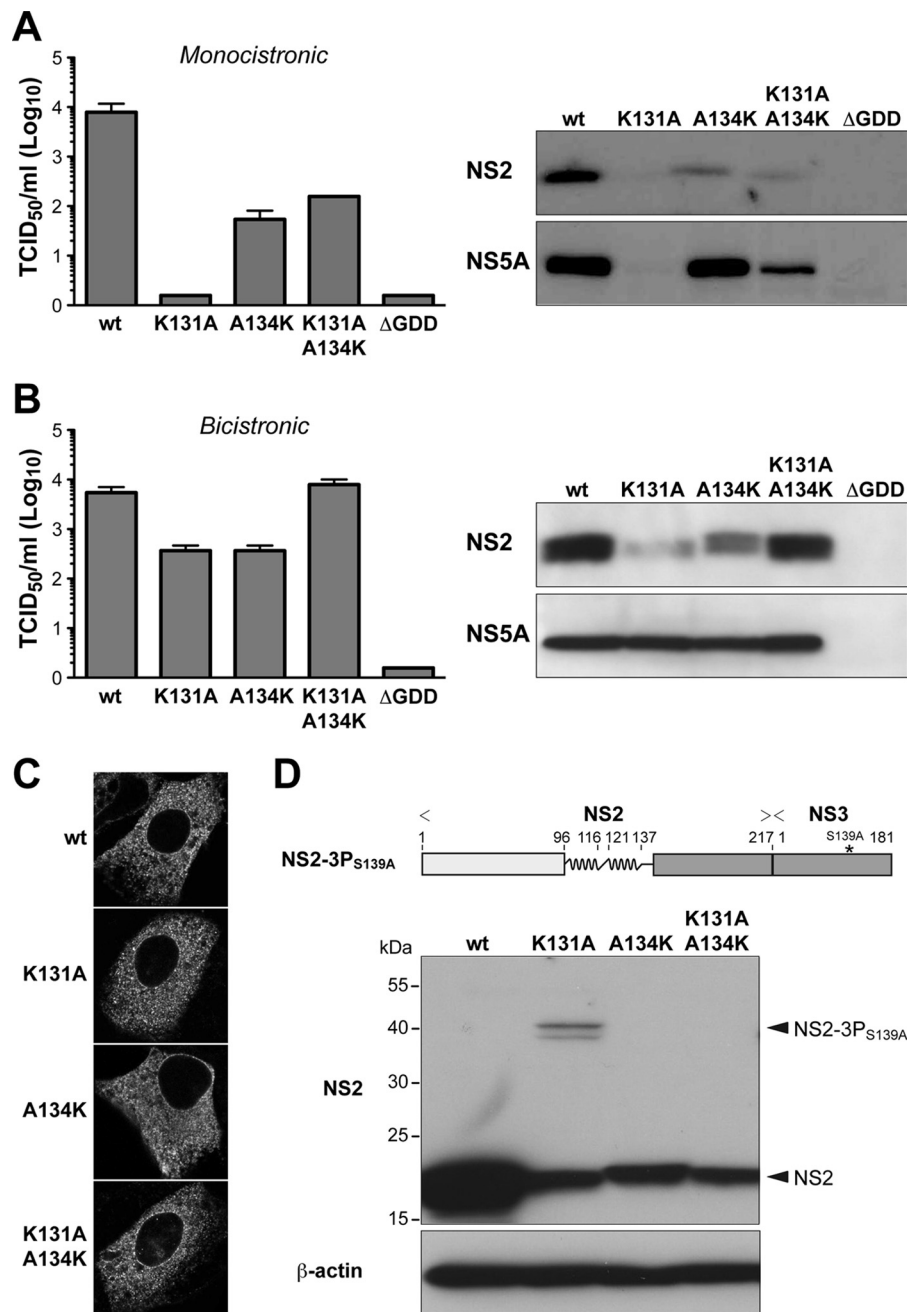 A
Monocistronic
TCID50/ml (Log10)
5
4
3
2
1
0
wt K131A A134K K131A A134K ΔGDD
wt K131A A134K K131A A134K ΔGDD
NS2
NS5A
B
Bicistronic
TCID50/ml (Log10)
5
4
3
2
1
0
wt K131A A134K K131A A134K ΔGDD
wt K131A A134K K131A A134K ΔGDD
NS2
NS5A
C
wt
K131A
A134K
K131A
A134K
D
< NS2 >< NS3
1 96 116 121 137 217 1 S139A 181
NS2-3PS139A *
kDa wt K131A A134K K131A A134K
55
40
30
25
15
NS2
NS2-3PS139A
NS2
β-actin